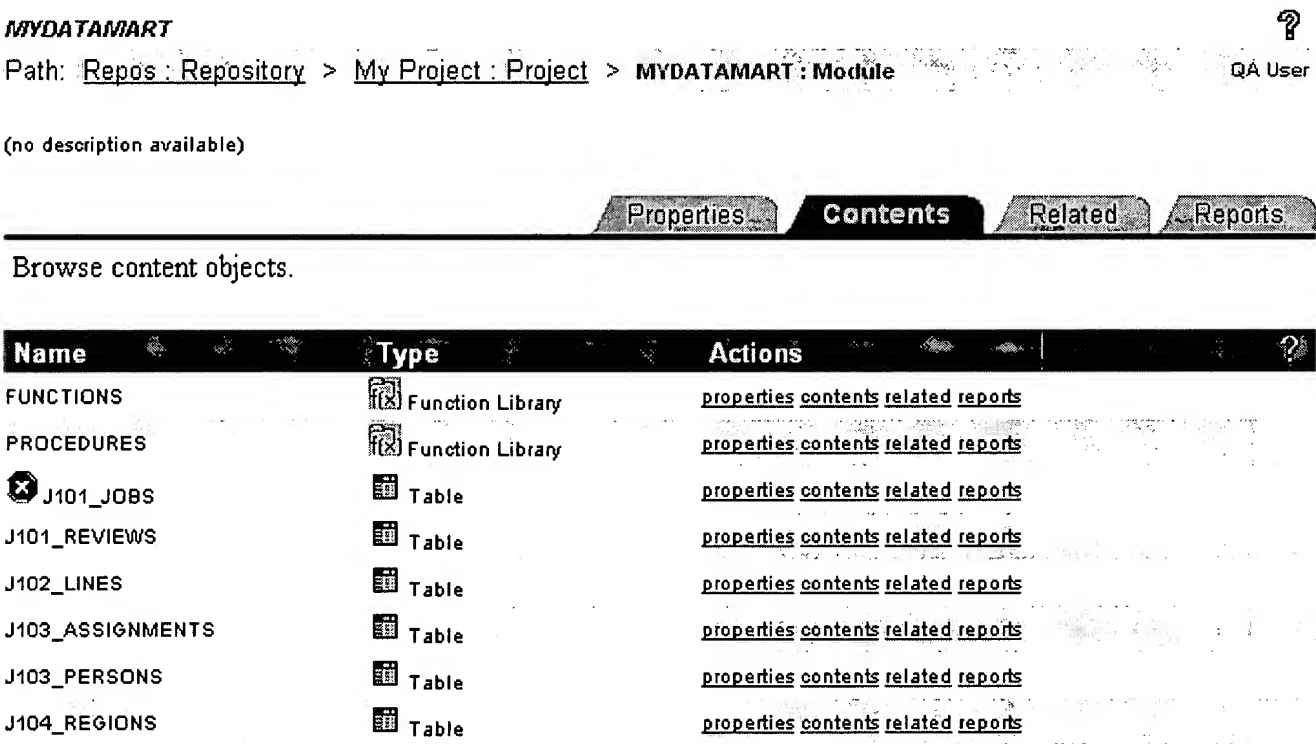 MYDATAMART
?
Path: Repos : Repository > My Project : Project > MYDATAMART : Module
QA User
(no description available)
Properties Contents Related Reports
Browse content objects.
Name Type Actions ?
FUNCTIONS f(x) Function Library properties contents related reports
PROCEDURES f(x) Function Library properties contents related reports
J101_JOBS Table properties contents related reports
J101_REVIEWS Table properties contents related reports
J102_LINES Table properties contents related reports
J103_ASSIGNMENTS Table properties contents related reports
J103_PERSONS Table properties contents related reports
J104_REGIONS Table properties contents related reports